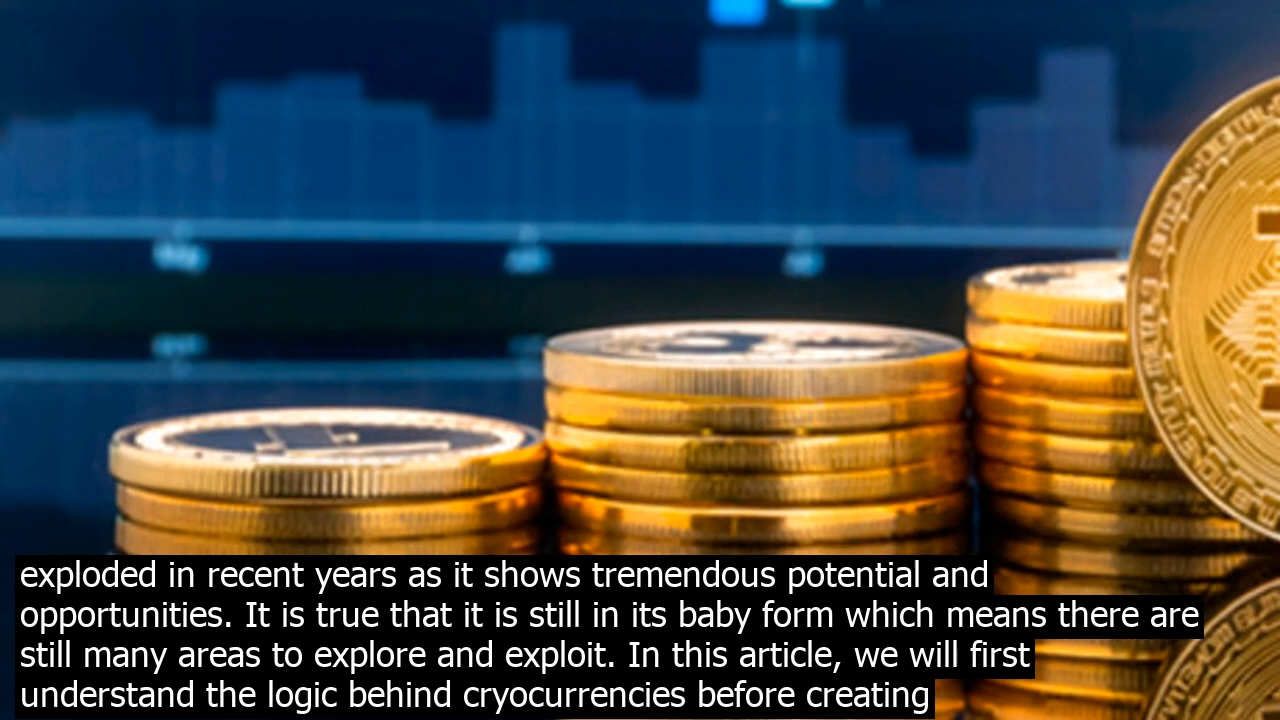 exploded in recent years as it shows tremendous potential and
opportunities. It is true that it is still in its baby form which means there are
still many areas to explore and exploit. In this article, we will first
understand the logic behind cryocurrencies before creating